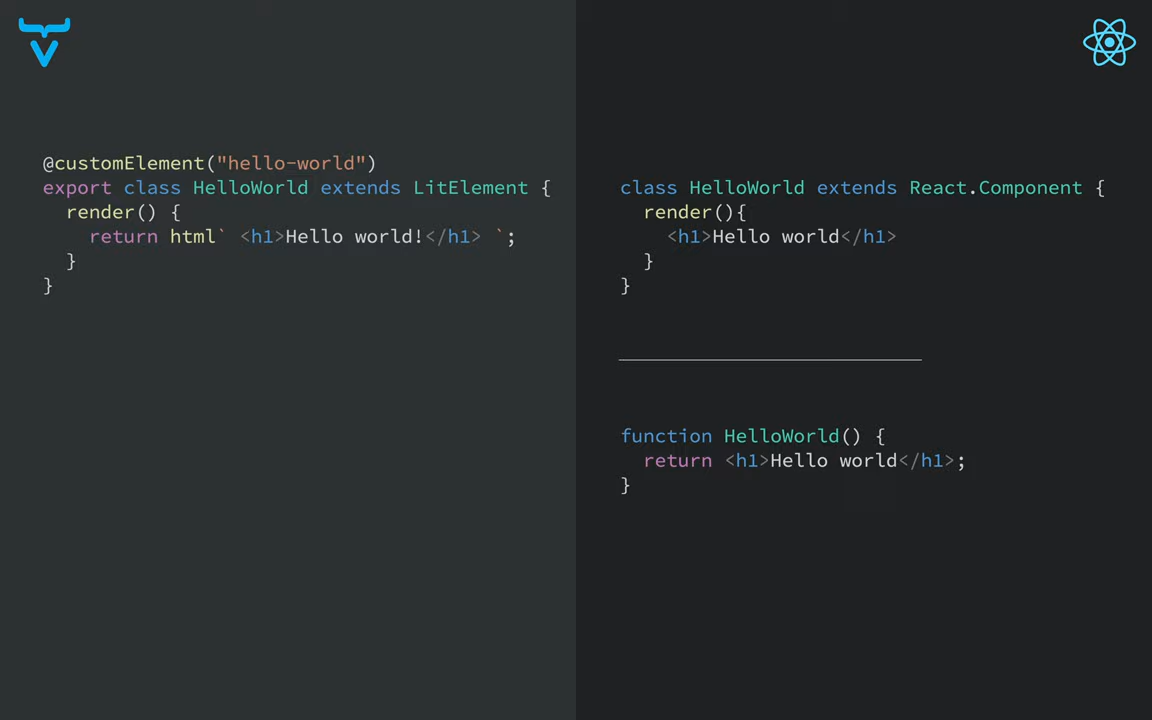 @customElement("hello-world")
export class HelloWorld extends LitElement {
  render() {
    return html` <h1>Hello world!</h1> `;
  }
}
class HelloWorld extends React.Component {
  render(){
    <h1>Hello world</h1>
  }
}
function HelloWorld() {
  return <h1>Hello world</h1>;
}